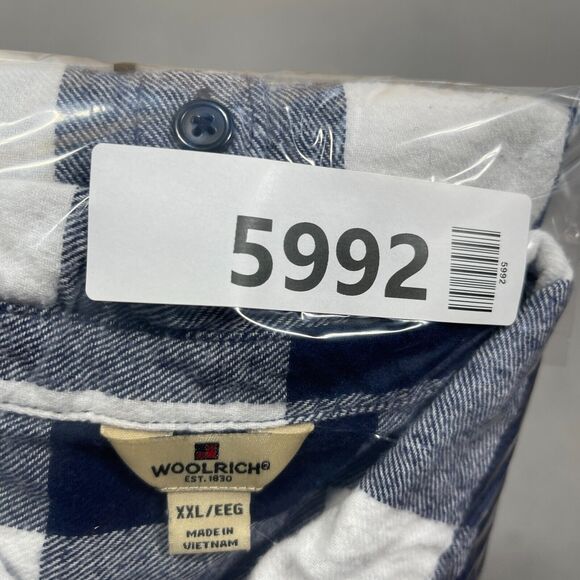 5992
5992
WOOLRICH®
EST. 1830
XXL/EEG
MADE IN
VIETNAM